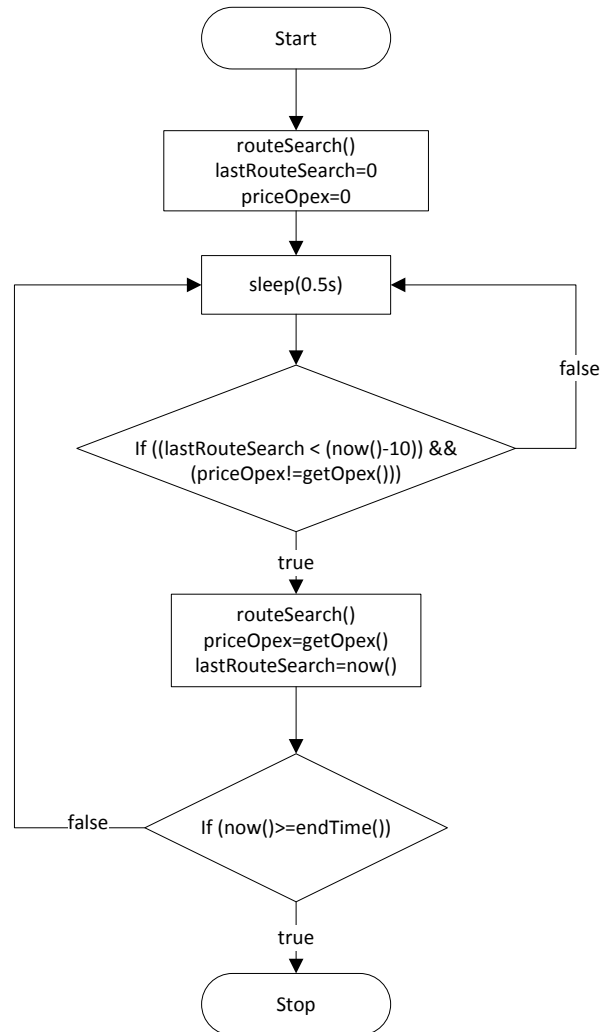 Start
routeSearch()
lastRouteSearch=0
priceOpex=0
sleep(0.5s)
false
If ((lastRouteSearch < (now()-10)) &&
(priceOpex!=getOpex()))
true
routeSearch()
priceOpex=getOpex()
lastRouteSearch=now()
false
If (now()>=endTime())
true
Stop